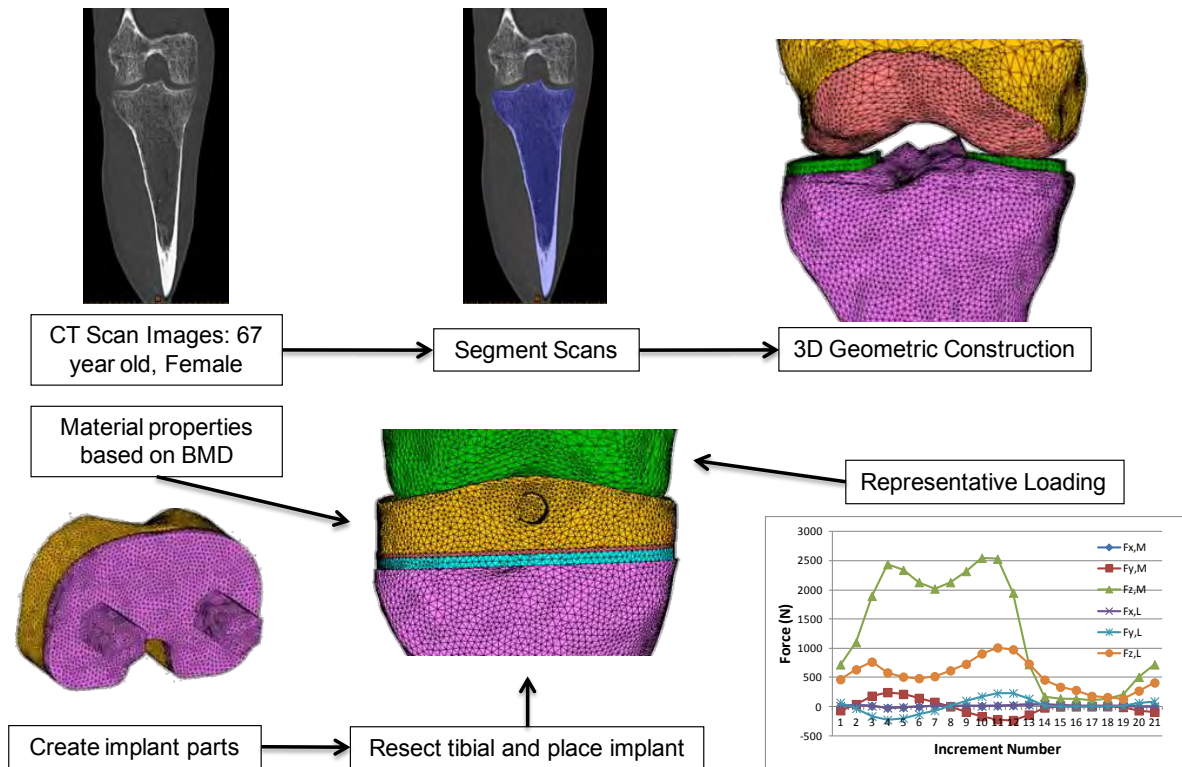 CT Scan Images: 67
year old, Female
Segment Scans
3D Geometric Construction
Material properties
based on BMD
Representative Loading
Create implant parts
Resect tibial and place implant
3000
2500
2000
1500
1000
500
0
-500
Force (N)
1 2 3 4 5 6 7 8 9 10 11 12 13 14 15 16 17 18 19 20 21
Increment Number
Fx,M
Fy,M
Fz,M
Fx,L
Fy,L
Fz,L